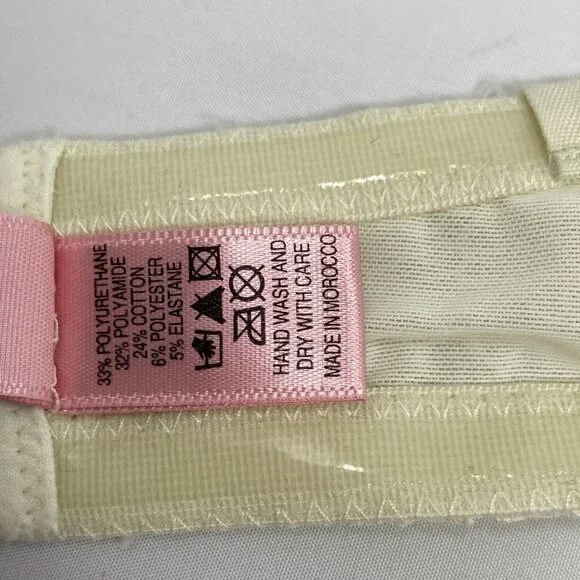 33% POLYURETHANE
32% POLYAMIDE
24% COTTON
6% POLYESTER
5% ELASTANE
HAND WASH AND
DRY WITH CARE
MADE IN MOROCCO